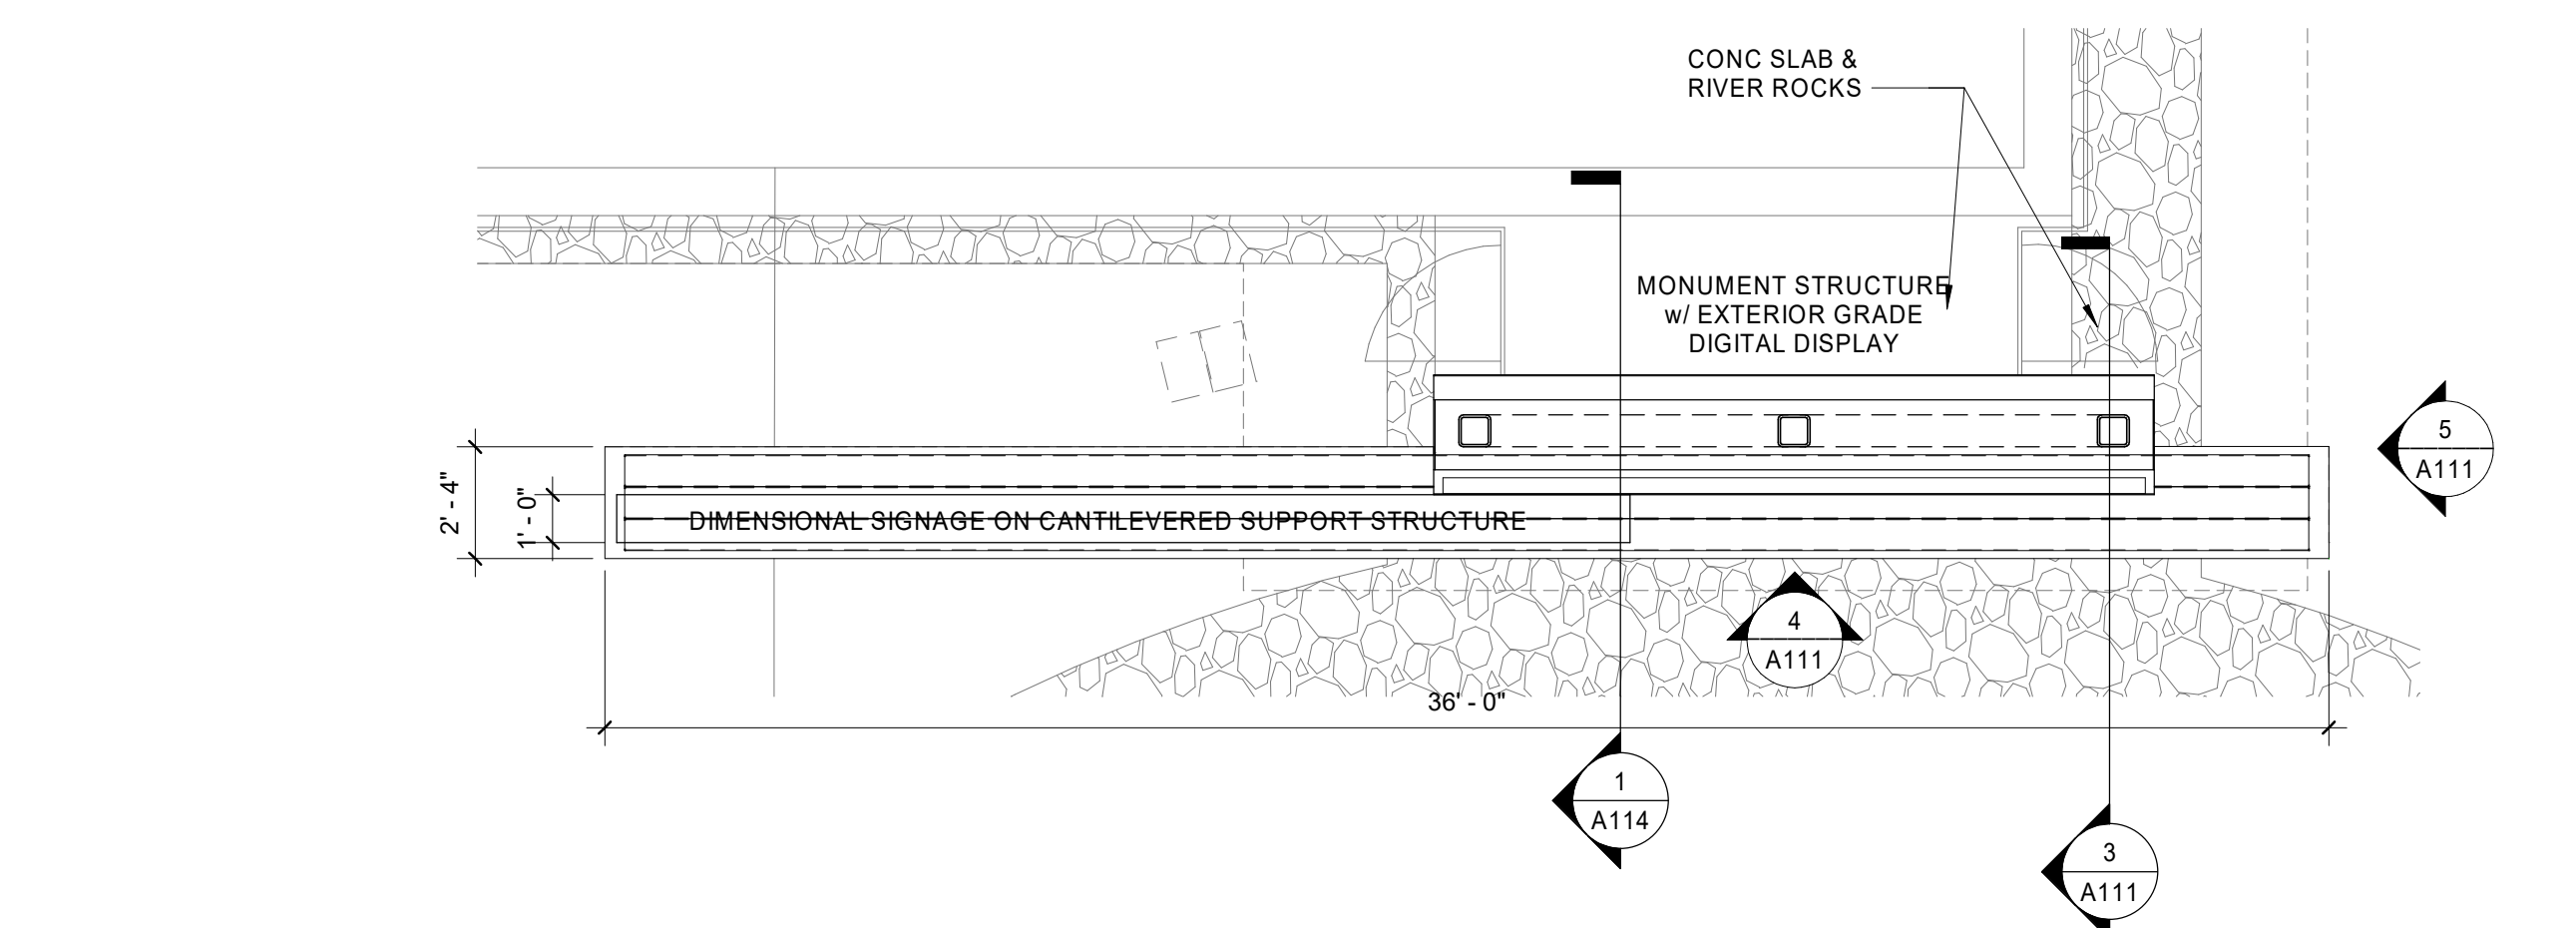 CONC SLAB &
RIVER ROCKS
MONUMENT STRUCTURE
w/ EXTERIOR GRADE
DIGITAL DISPLAY
5
A111
2' - 4"
1' - 0"
DIMENSIONAL SIGNAGE ON CANTILEVERED SUPPORT STRUCTURE
4
A111
36' - 0"
1
A114
3
A111